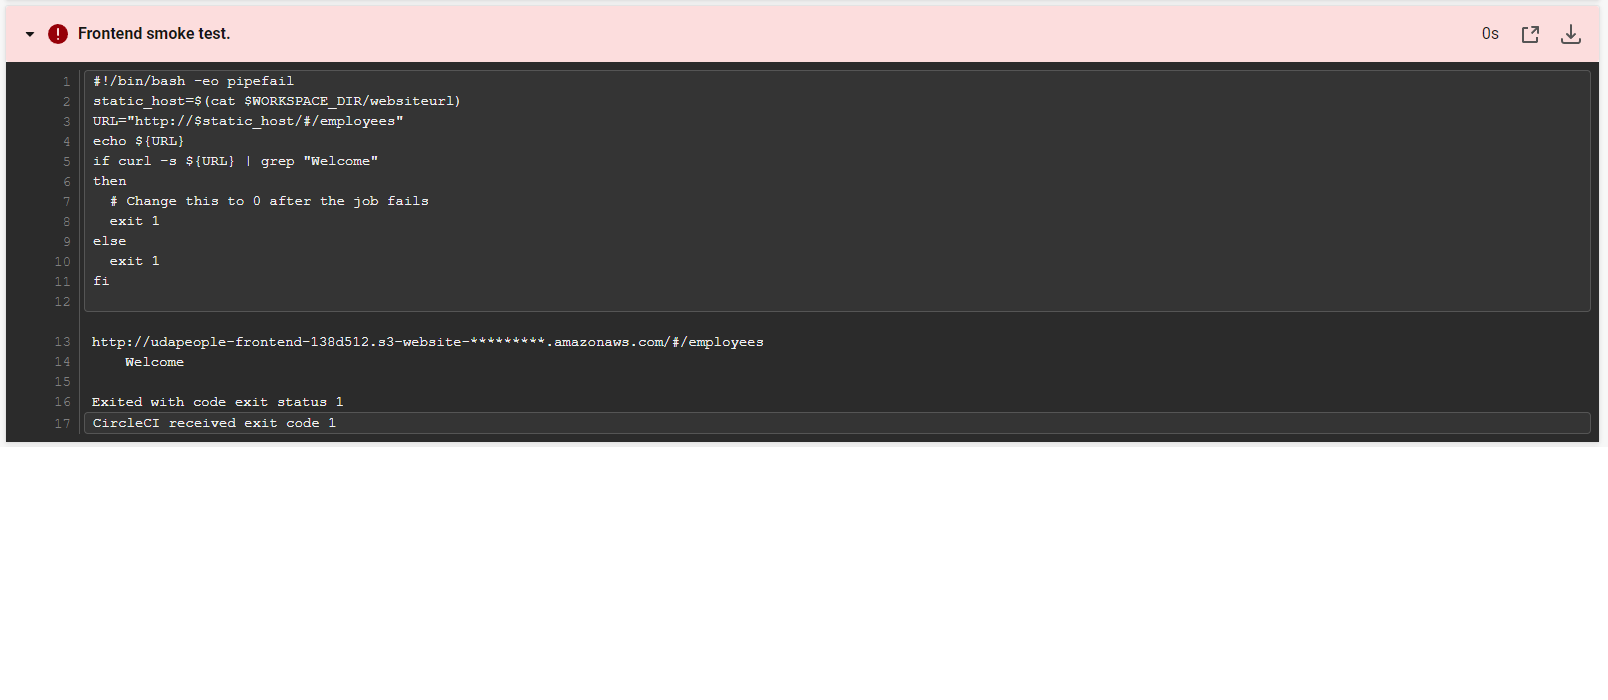 Frontend smoke test.
0s
1 #!/bin/bash -eo pipefail
2 static_host=$(cat $WORKSPACE_DIR/websiteurl)
3 URL="http://$static_host/#/employees"
4 echo ${URL}
5 if curl -s ${URL} | grep "Welcome"
6 then
7   # Change this to 0 after the job fails
8   exit 1
9 else
10   exit 1
11 fi
12
13 http://udapeople-frontend-138d512.s3-website-*********.amazonaws.com/#/employees
14     Welcome
15
16 Exited with code exit status 1
17 CircleCI received exit code 1